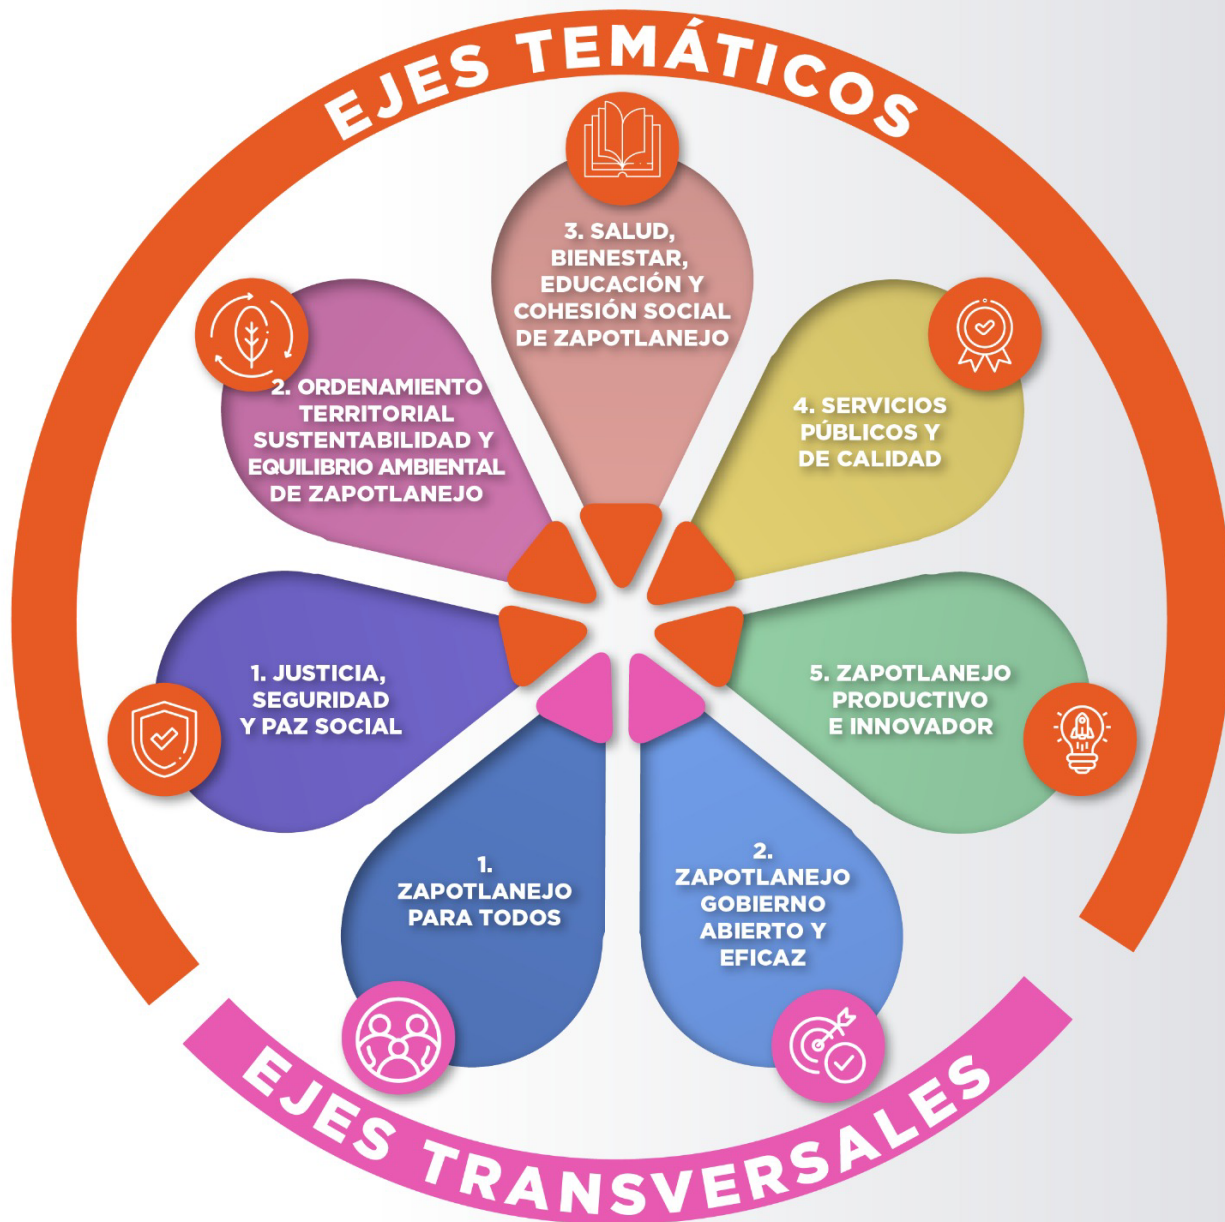 EJES TEMÁTICOS
3. SALUD,
BIENESTAR,
EDUCACIÓN Y
COHESIÓN SOCIAL
DE ZAPOTLANEJO
2. ORDENAMIENTO
TERRITORIAL
SUSTENTABILIDAD Y
EQUILIBRIO AMBIENTAL
DE ZAPOTLANEJO
4. SERVICIOS
PÚBLICOS Y
DE CALIDAD
1. JUSTICIA,
SEGURIDAD
Y PAZ SOCIAL
5. ZAPOTLANEJO
PRODUCTIVO
E INNOVADOR
1.
ZAPOTLANEJO
PARA TODOS
2.
ZAPOTLANEJO
GOBIERNO
ABIERTO Y
EFICAZ
EJES TRANSVERSALES